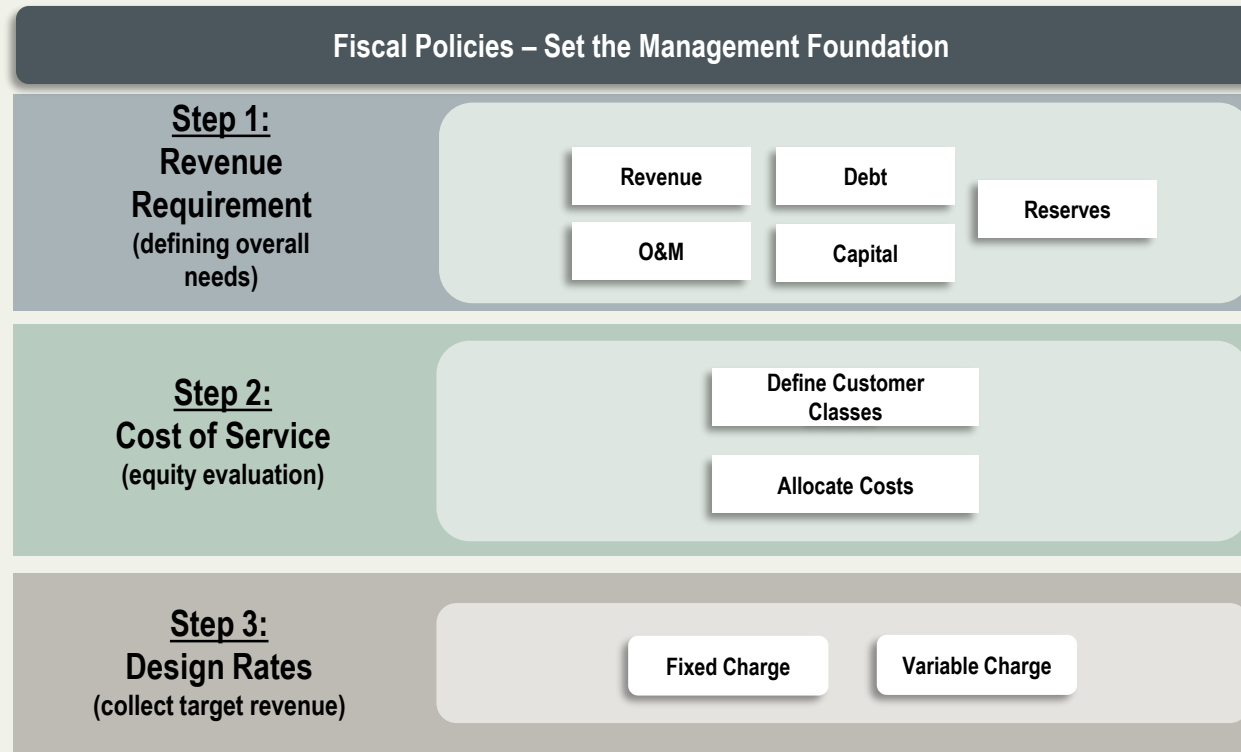 Fiscal Policies – Set the Management Foundation
Step 1:
Revenue
Requirement
(defining overall
needs)
Revenue
Debt
Reserves
O&M
Capital
Step 2:
Cost of Service
(equity evaluation)
Define Customer
Classes
Allocate Costs
Step 3:
Design Rates
(collect target revenue)
Fixed Charge
Variable Charge